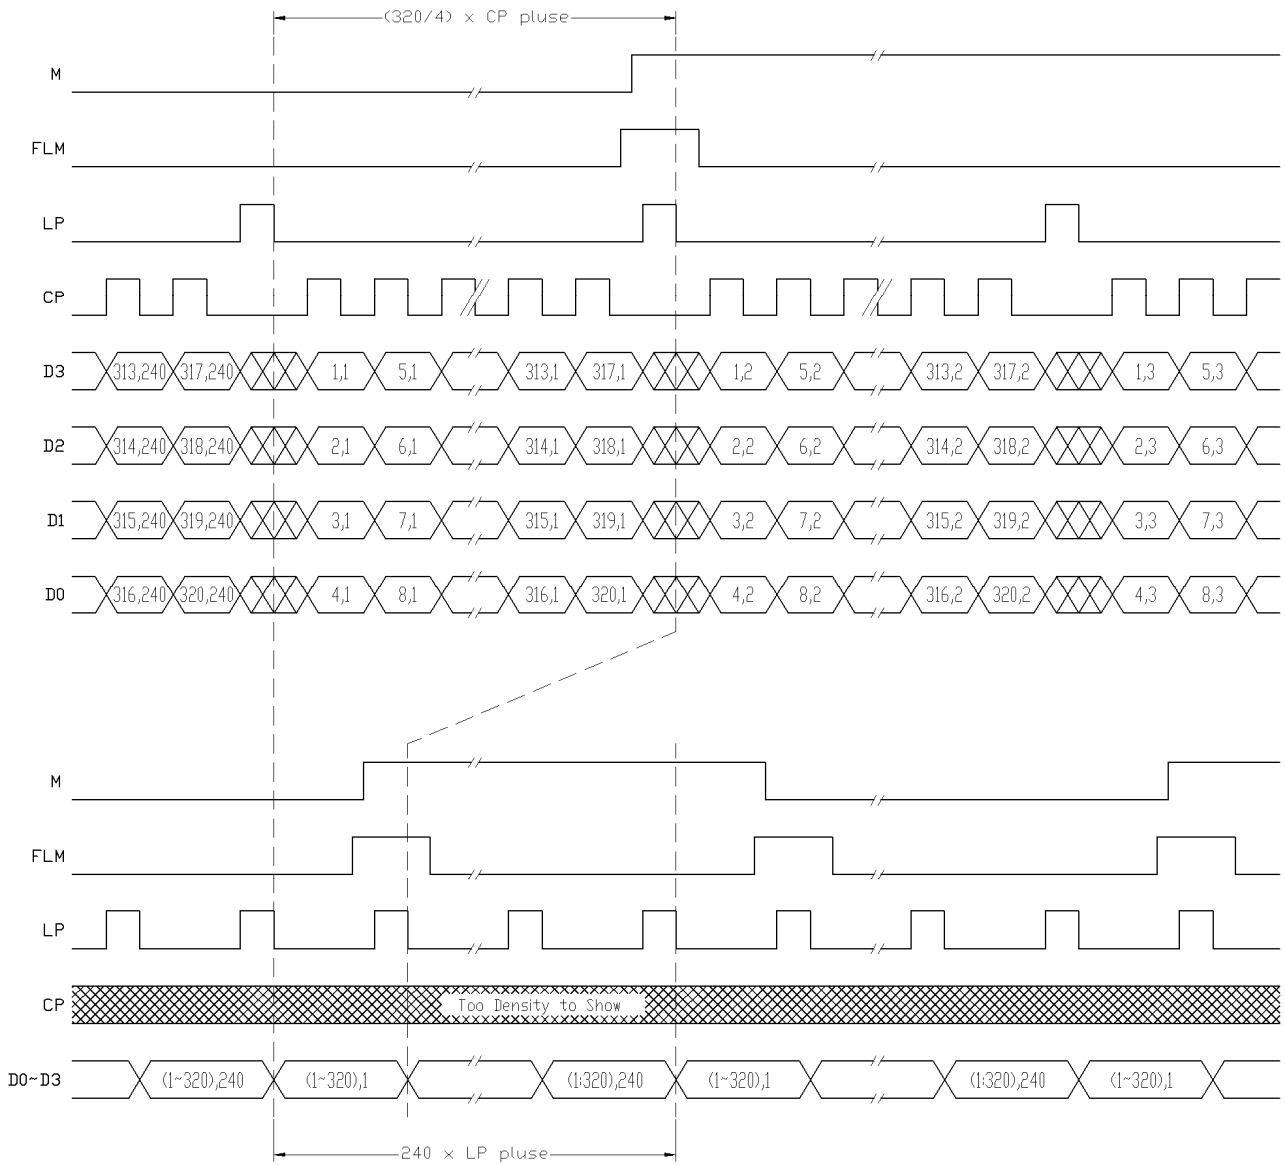 (320/4) x CP pluse
M
FLM
LP
CP
D3 313,240 317,240 1,1 5,1 313,1 317,1 1,2 5,2 313,2 317,2 1,3 5,3
D2 314,240 318,240 2,1 6,1 314,1 318,1 2,2 6,2 314,2 318,2 2,3 6,3
D1 315,240 319,240 3,1 7,1 315,1 319,1 3,2 7,2 315,2 319,2 3,3 7,3
D0 316,240 320,240 4,1 8,1 316,1 320,1 4,2 8,2 316,2 320,2 4,3 8,3
M
FLM
LP
CP Too Density to Show
D0~D3 (1~320),240 (1~320),1 (1:320),240 (1~320),1 (1:320),240 (1~320),1
240 x LP pluse